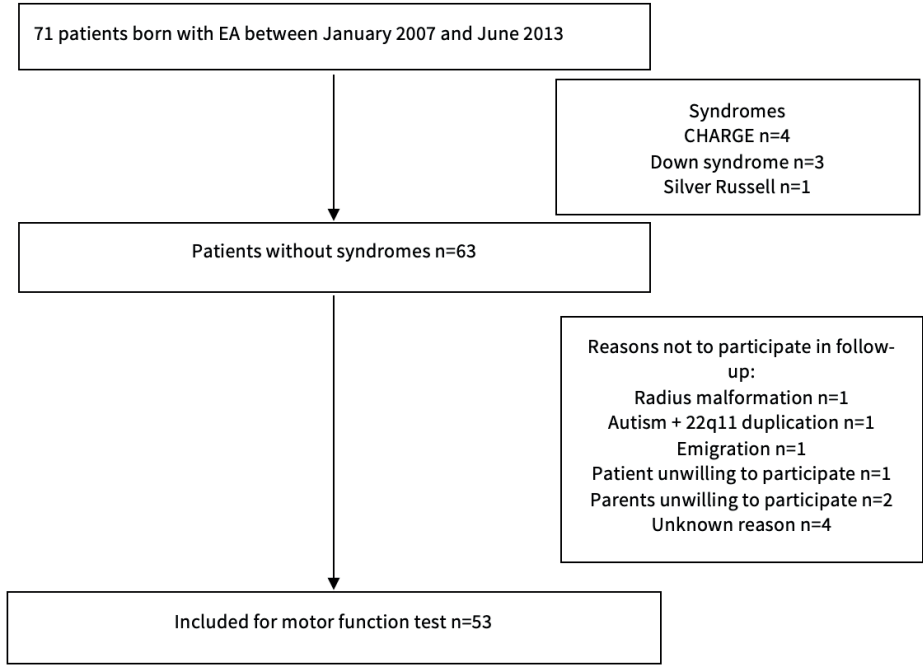 71 patients born with EA between January 2007 and June 2013
Syndromes
CHARGE n=4
Down syndrome n=3
Silver Russell n=1
Patients without syndromes n=63
Reasons not to participate in follow-
up:
Radius malformation n=1
Autism + 22q11 duplication n=1
Emigration n=1
Patient unwilling to participate n=1
Parents unwilling to participate n=2
Unknown reason n=4
Included for motor function test n=53